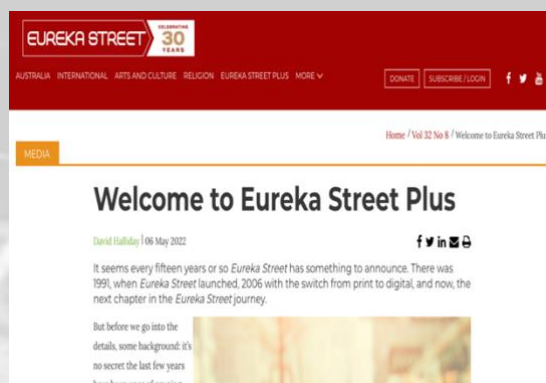 EUREKA STREET
CELEBRATING
30
YEARS
AUSTRALIA INTERNATIONAL ARTS AND CULTURE RELIGION EUREKA STREET PLUS MORE
DONATE SUBSCRIBE / LOGIN
Home / Vol 32 No 8 / Welcome to Eureka Street Plu
MEDIA
Welcome to Eureka Street Plus
David Halliday | 06 May 2022
It seems every fifteen years or so Eureka Street has something to announce. There was
1991, when Eureka Street launched, 2006 with the switch from print to digital, and now, the
next chapter in the Eureka Street journey.
But before we go into the
details, some background: it's
no secret the last few years